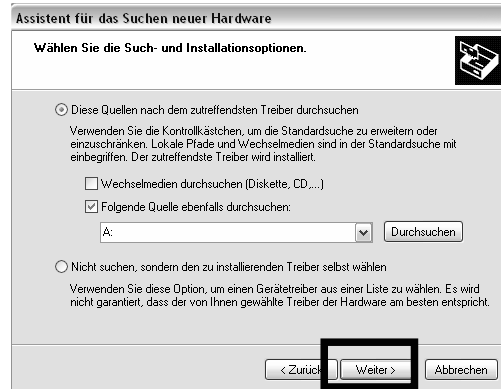 Assistent für das Suchen neuer Hardware
Wählen Sie die Such- und Installationsoptionen.
Diese Quellen nach dem zutreffendsten Treiber durchsuchen
Verwenden Sie die Kontrollkästchen, um die Standardsuche zu erweitern oder
einzuschränken. Lokale Pfade und Wechselmedien sind in der Standardsuche mit
einbegriffen. Der zutreffendste Treiber wird installiert.
Wechselmedien durchsuchen (Diskette, CD,...)
Folgende Quelle ebenfalls durchsuchen:
A: Durchsuchen
Nicht suchen, sondern den zu installierenden Treiber selbst wählen
Verwenden Sie diese Option, um einen Gerätetreiber aus einer Liste zu wählen. Es wird
nicht garantiert, dass der von Ihnen gewählte Treiber der Hardware am besten entspricht.
< Zurück Weiter > Abbrechen